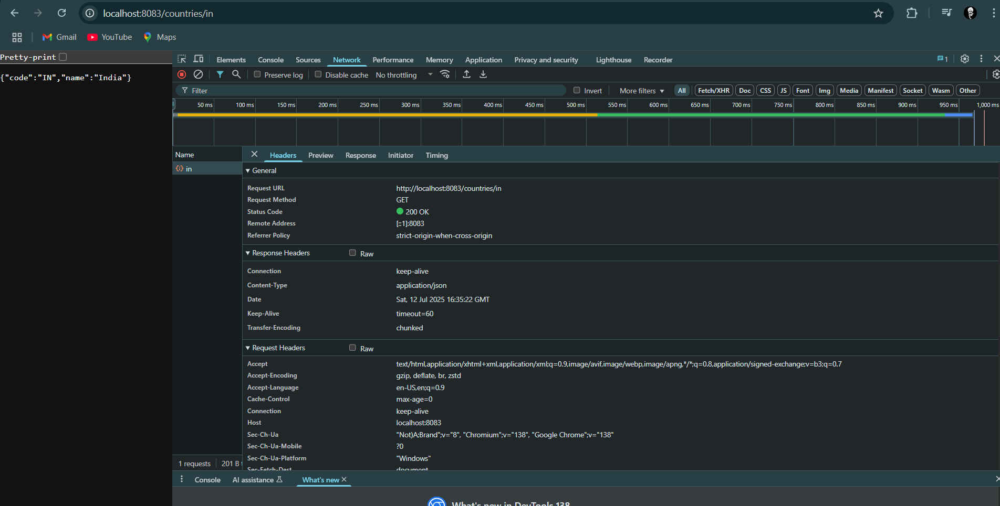 localhost:8083/countries/in
Gmail YouTube Maps
Pretty-print
{"code":"IN","name":"India"}
Elements Console Sources Network Performance Memory Application Privacy and security Lighthouse Recorder 1
Preserve log Disable cache No throttling
Filter Invert More filters All Fetch/XHR Doc CSS JS Font Img Media Manifest Socket Wasm Other
50 ms 100 ms 150 ms 200 ms 250 ms 300 ms 350 ms 400 ms 450 ms 500 ms 550 ms 600 ms 650 ms 700 ms 750 ms 800 ms 850 ms 900 ms 950 ms 1,000 ms
Name
in
Headers Preview Response Initiator Timing
General
Request URL http://localhost:8083/countries/in
Request Method GET
Status Code 200 OK
Remote Address [::1]:8083
Referrer Policy strict-origin-when-cross-origin
Response Headers Raw
Connection keep-alive
Content-Type application/json
Date Sat, 12 Jul 2025 16:35:22 GMT
Keep-Alive timeout=60
Transfer-Encoding chunked
Request Headers Raw
Accept text/html,application/xhtml+xml,application/xml;q=0.9,image/avif,image/webp,image/apng,*/*;q=0.8,application/signed-exchange;v=b3;q=0.7
Accept-Encoding gzip, deflate, br, zstd
Accept-Language en-US,en;q=0.9
Cache-Control max-age=0
Connection keep-alive
Host localhost:8083
Sec-Ch-Ua "Not)A;Brand";v="8", "Chromium";v="138", "Google Chrome";v="138"
Sec-Ch-Ua-Mobile ?0
Sec-Ch-Ua-Platform "Windows"
Sec-Fetch-Dest document
1 requests 201 B
Console AI assistance What's new
What's new in DevTools 138